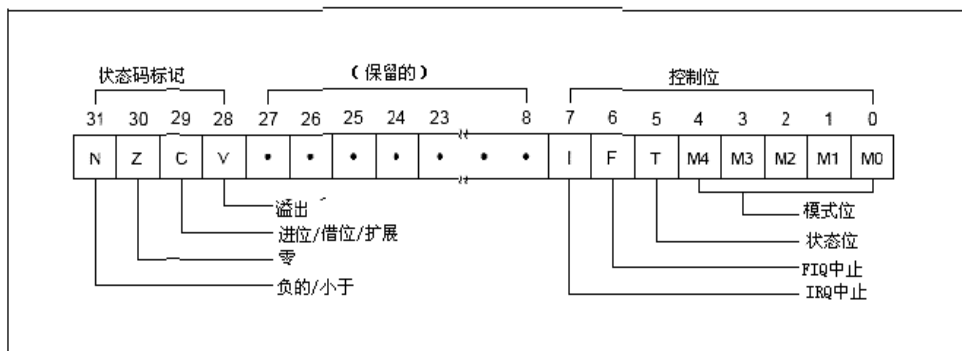 状态码标记 （保留的） 控制位
31 30 29 28 27 26 25 24 23 8 7 6 5 4 3 2 1 0
N Z C V • • • • • • • I F T M4 M3 M2 M1 M0
溢出 模式位
进位/借位/扩展 状态位
零 FIQ中止
负的/小于 IRQ中止